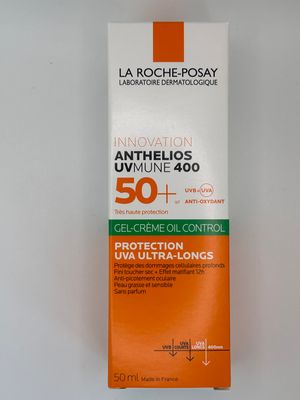 LA ROCHE-POSAY
LABORATOIRE DERMATOLOGIQUE
INNOVATION
ANTHELIOS
UVMUNE 400
50+
UVB + UVA
et ANTI-OXYDANT
Très haute protection
GEL-CRÈME OIL CONTROL
PROTECTION
UVA ULTRA-LONGS
Protège des dommages cellulaires profonds
Fini toucher sec + Effet matifiant 12h
Anti-picotement oculaire
Peau grasse et sensible
Sans parfum
UVB
UVA COURTS
UVA LONGS
400nm
50 ml Made in France